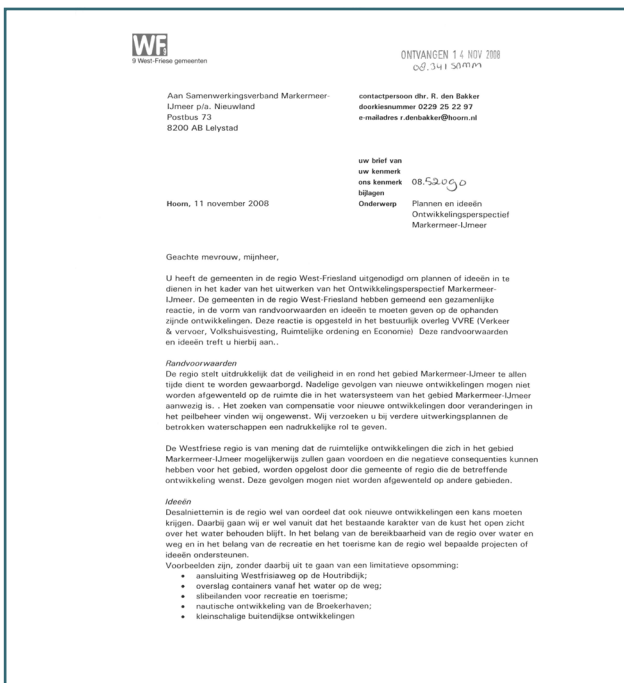 WF
9 West-Friese gemeenten
ONTVANGEN 14 NOV 2008
08.341 SAMM
Aan Samenwerkingsverband Markermeer-
IJmeer p/a. Nieuwland
Postbus 73
8200 AB Lelystad
contactpersoon dhr. R. den Bakker
doorkiesnummer 0229 25 22 97
e-mailadres r.denbakker@hoorn.nl
uw brief van
uw kenmerk
ons kenmerk 08.52090
bijlagen
Hoorn, 11 november 2008
Onderwerp Plannen en ideeën
Ontwikkelingsperspectief
Markermeer-IJmeer
Geachte mevrouw, mijnheer,
U heeft de gemeenten in de regio West-Friesland uitgenodigd om plannen of ideeën in te
dienen in het kader van het uitwerken van het Ontwikkelingsperspectief Markermeer-
IJmeer. De gemeenten in de regio West-Friesland hebben gemeend een gezamenlijke
reactie, in de vorm van randvoorwaarden en ideeën te moeten geven op de ophanden
zijnde ontwikkelingen. Deze reactie is opgesteld in het bestuurlijk overleg VVRE (Verkeer
& vervoer, Volkshuisvesting, Ruimtelijke ordening en Economie) Deze randvoorwaarden
en ideeën treft u hierbij aan..
Randvoorwaarden
De regio stelt uitdrukkelijk dat de veiligheid in en rond het gebied Markermeer-IJmeer te allen
tijde dient te worden gewaarborgd. Nadelige gevolgen van nieuwe ontwikkelingen mogen niet
worden afgewenteld op de ruimte die in het watersysteem van het gebied Markermeer-IJmeer
aanwezig is. . Het zoeken van compensatie voor nieuwe ontwikkelingen door veranderingen in
het peilbeheer vinden wij ongewenst. Wij verzoeken u bij verdere uitwerkingsplannen de
betrokken waterschappen een nadrukkelijke rol te geven.
De Westfriese regio is van mening dat de ruimtelijke ontwikkelingen die zich in het gebied
Markermeer-IJmeer mogelijkerwijs zullen gaan voordoen en die negatieve consequenties kunnen
hebben voor het gebied, worden opgelost door die gemeente of regio die de betreffende
ontwikkeling wenst. Deze gevolgen mogen niet worden afgewenteld op andere gebieden.
Ideeën
Desalniettemin is de regio wel van oordeel dat ook nieuwe ontwikkelingen een kans moeten
krijgen. Daarbij gaan wij er wel vanuit dat het bestaande karakter van de kust het open zicht
over het water behouden blijft. In het belang van de bereikbaarheid van de regio over water en
weg en in het belang van de recreatie en het toerisme kan de regio wel bepaalde projecten of
ideeën ondersteunen.
Voorbeelden zijn, zonder daarbij uit te gaan van een limitatieve opsomming:
• aansluiting Westfrisiaweg op de Houtribdijk;
• overslag containers vanaf het water op de weg;
• slibeilanden voor recreatie en toerisme;
• nautische ontwikkeling van de Broekerhaven;
• kleinschalige buitendijkse ontwikkelingen